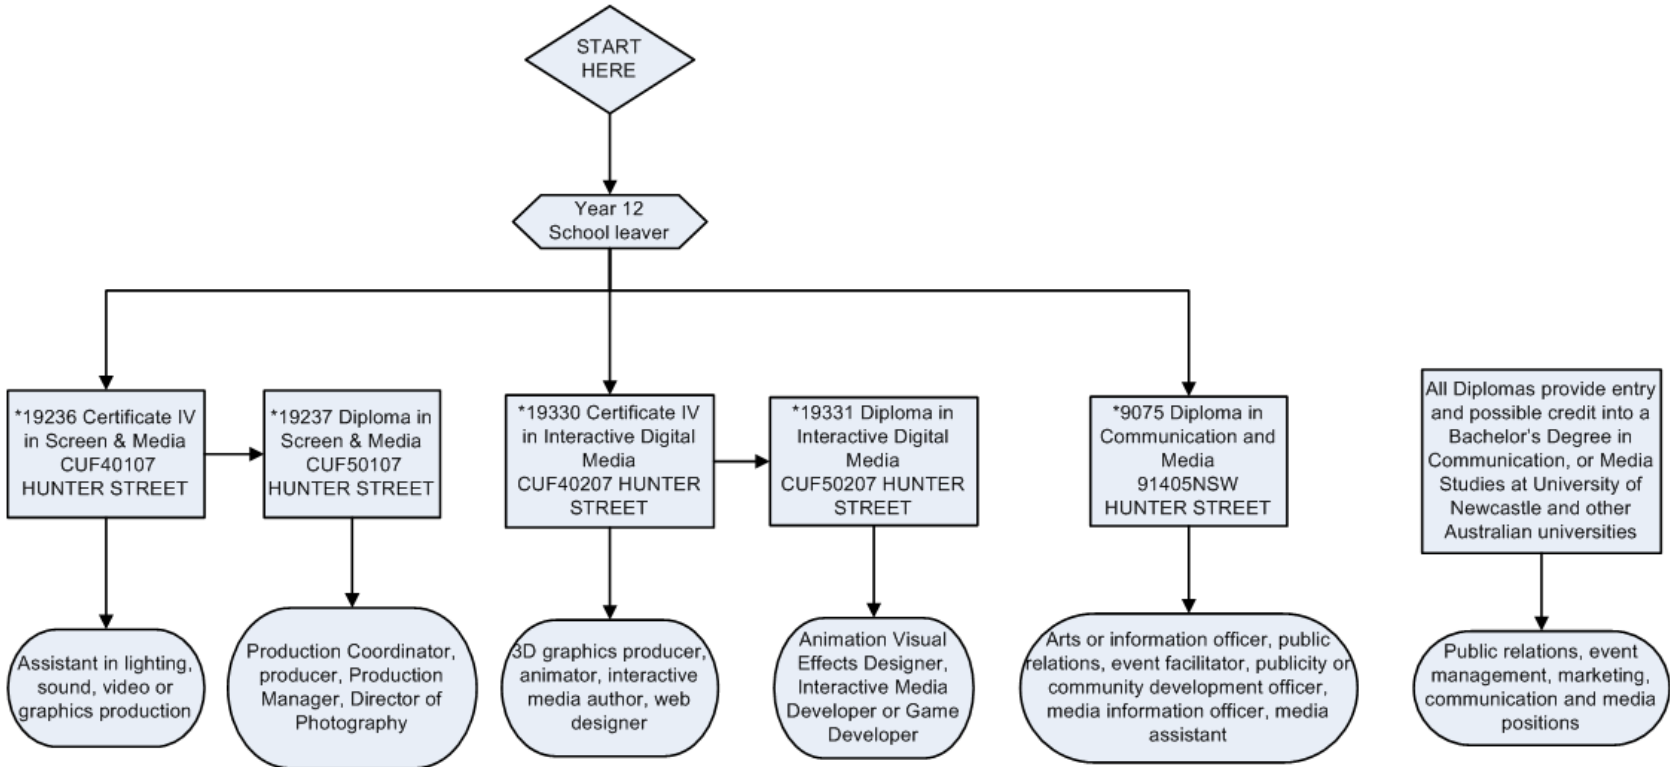 START
HERE
Year 12
School leaver
*19236 Certificate IV
in Screen & Media
CUF40107
HUNTER STREET
*19237 Diploma in
Screen & Media
CUF50107
HUNTER STREET
*19330 Certificate IV
in Interactive Digital
Media
CUF40207 HUNTER
STREET
*19331 Diploma in
Interactive Digital
Media
CUF50207 HUNTER
STREET
*9075 Diploma in
Communication and
Media
91405NSW
HUNTER STREET
All Diplomas provide entry
and possible credit into a
Bachelor's Degree in
Communication, or Media
Studies at University of
Newcastle and other
Australian universities
Assistant in lighting,
sound, video or
graphics production
Production Coordinator,
producer, Production
Manager, Director of
Photography
3D graphics producer,
animator, interactive
media author, web
designer
Animation Visual
Effects Designer,
Interactive Media
Developer or Game
Developer
Arts or information officer, public
relations, event facilitator, publicity or
community development officer,
media information officer, media
assistant
Public relations, event
management, marketing,
communication and media
positions